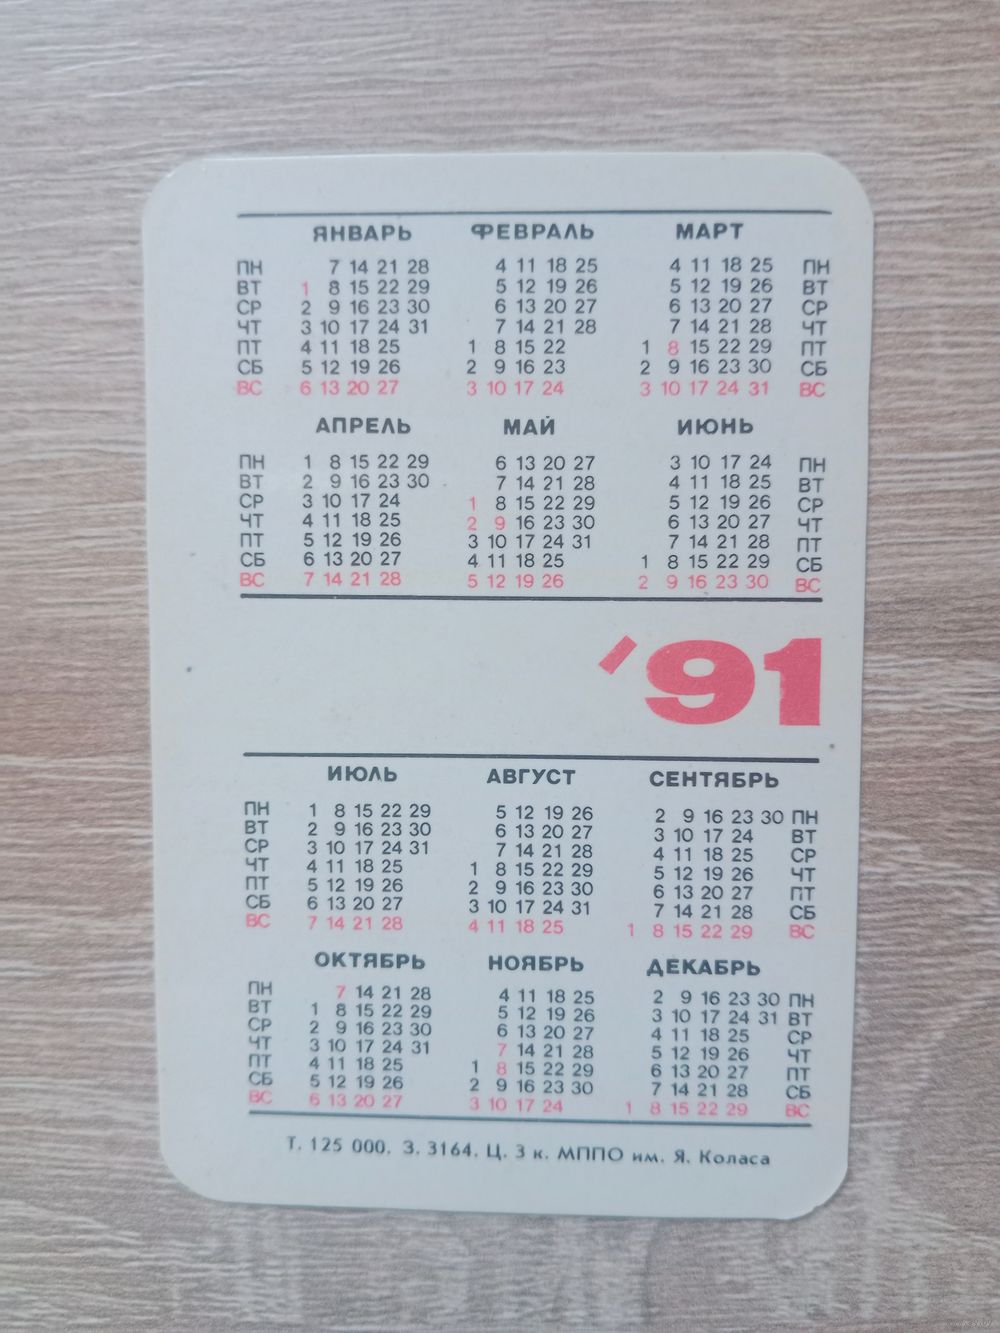 ЯНВАРЬ ФЕВРАЛЬ МАРТ
ПН 7 14 21 28 4 11 18 25 4 11 18 25 ПН
ВТ 1 8 15 22 29 5 12 19 26 5 12 19 26 ВТ
СР 2 9 16 23 30 6 13 20 27 6 13 20 27 СР
ЧТ 3 10 17 24 31 7 14 21 28 7 14 21 28 ЧТ
ПТ 4 11 18 25 1 8 15 22 1 8 15 22 29 ПТ
СБ 5 12 19 26 2 9 16 23 2 9 16 23 30 СБ
ВС 6 13 20 27 3 10 17 24 3 10 17 24 31 ВС
АПРЕЛЬ МАЙ ИЮНЬ
ПН 1 8 15 22 29 6 13 20 27 3 10 17 24 ПН
ВТ 2 9 16 23 30 7 14 21 28 4 11 18 25 ВТ
СР 3 10 17 24 1 8 15 22 29 5 12 19 26 СР
ЧТ 4 11 18 25 2 9 16 23 30 6 13 20 27 ЧТ
ПТ 5 12 19 26 3 10 17 24 31 7 14 21 28 ПТ
СБ 6 13 20 27 4 11 18 25 1 8 15 22 29 СБ
ВС 7 14 21 28 5 12 19 26 2 9 16 23 30 ВС
'91
ИЮЛЬ АВГУСТ СЕНТЯБРЬ
ПН 1 8 15 22 29 5 12 19 26 2 9 16 23 30 ПН
ВТ 2 9 16 23 30 6 13 20 27 3 10 17 24 ВТ
СР 3 10 17 24 31 7 14 21 28 4 11 18 25 СР
ЧТ 4 11 18 25 1 8 15 22 29 5 12 19 26 ЧТ
ПТ 5 12 19 26 2 9 16 23 30 6 13 20 27 ПТ
СБ 6 13 20 27 3 10 17 24 31 7 14 21 28 СБ
ВС 7 14 21 28 4 11 18 25 1 8 15 22 29 ВС
ОКТЯБРЬ НОЯБРЬ ДЕКАБРЬ
ПН 7 14 21 28 4 11 18 25 2 9 16 23 30 ПН
ВТ 1 8 15 22 29 5 12 19 26 3 10 17 24 31 ВТ
СР 2 9 16 23 30 6 13 20 27 4 11 18 25 СР
ЧТ 3 10 17 24 31 7 14 21 28 5 12 19 26 ЧТ
ПТ 4 11 18 25 1 8 15 22 29 6 13 20 27 ПТ
СБ 5 12 19 26 2 9 16 23 30 7 14 21 28 СБ
ВС 6 13 20 27 3 10 17 24 1 8 15 22 29 ВС
Т. 125 000. З. 3164. Ц. 3 к. МППО им. Я. Коласа